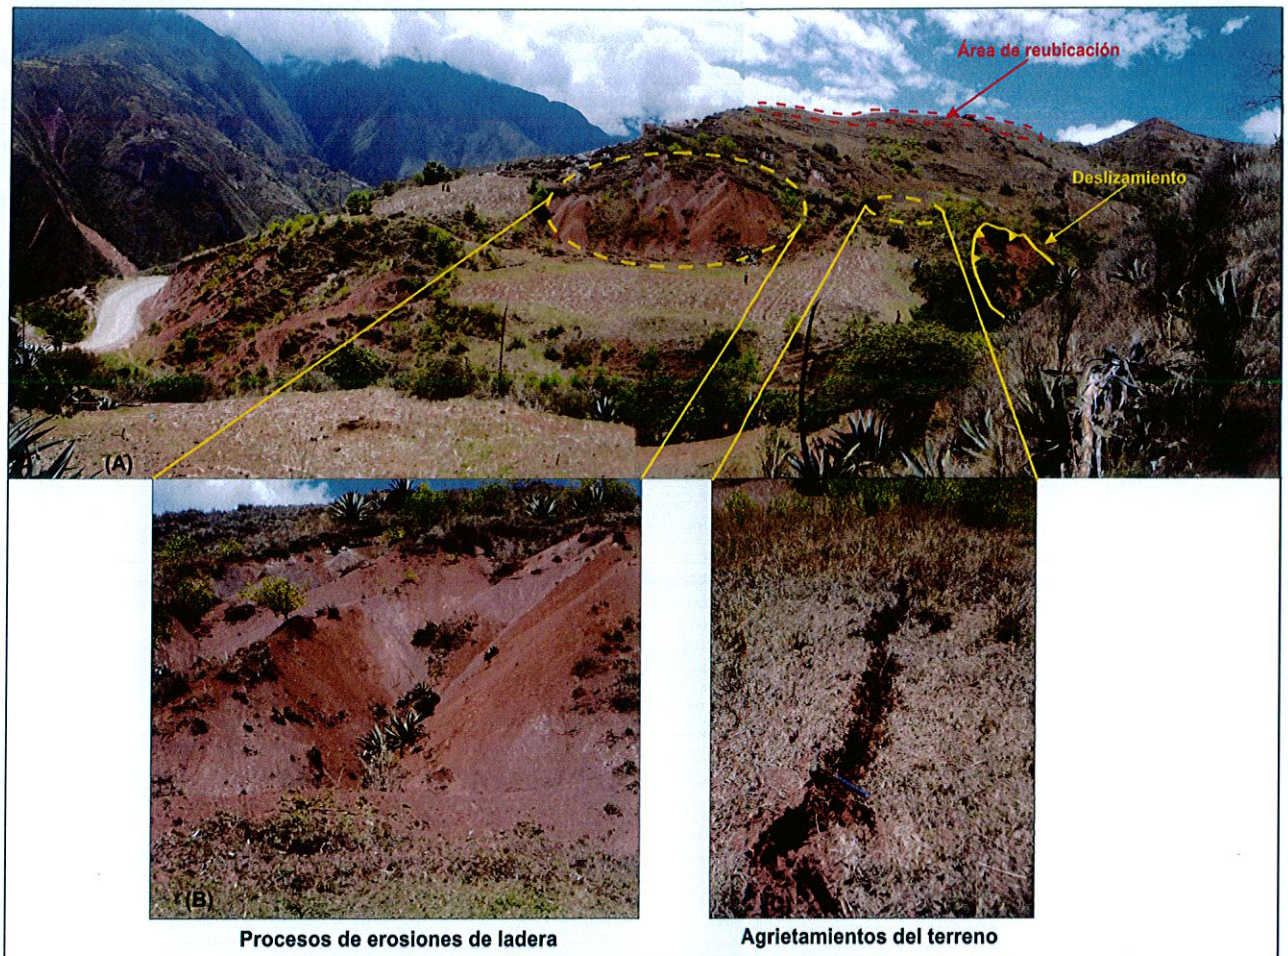 Área de reubicación
Deslizamiento
(A)
(B)
Procesos de erosiones de ladera
Agrietamientos del terreno